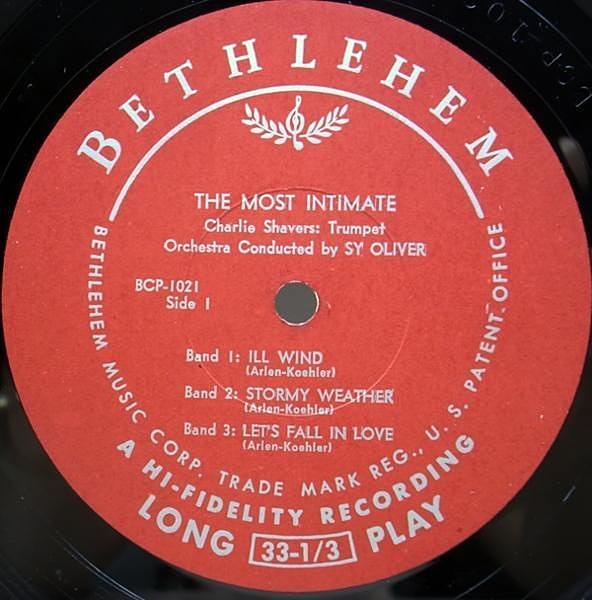 BETHLEHEM
THE MOST INTIMATE
Charlie Shavers: Trumpet
Orchestra Conducted by SY OLIVER
BCP-1021
Side 1
Band 1: ILL WIND
(Arlen-Koehler)
Band 2: STORMY WEATHER
(Arlen-Koehler)
Band 3: LET'S FALL IN LOVE
(Arlen-Koehler)
BETHLEHEM MUSIC CORP. TRADE MARK REG., U. S. PATENT OFFICE
A HI-FIDELITY RECORDING
LONG 33-1/3 PLAY